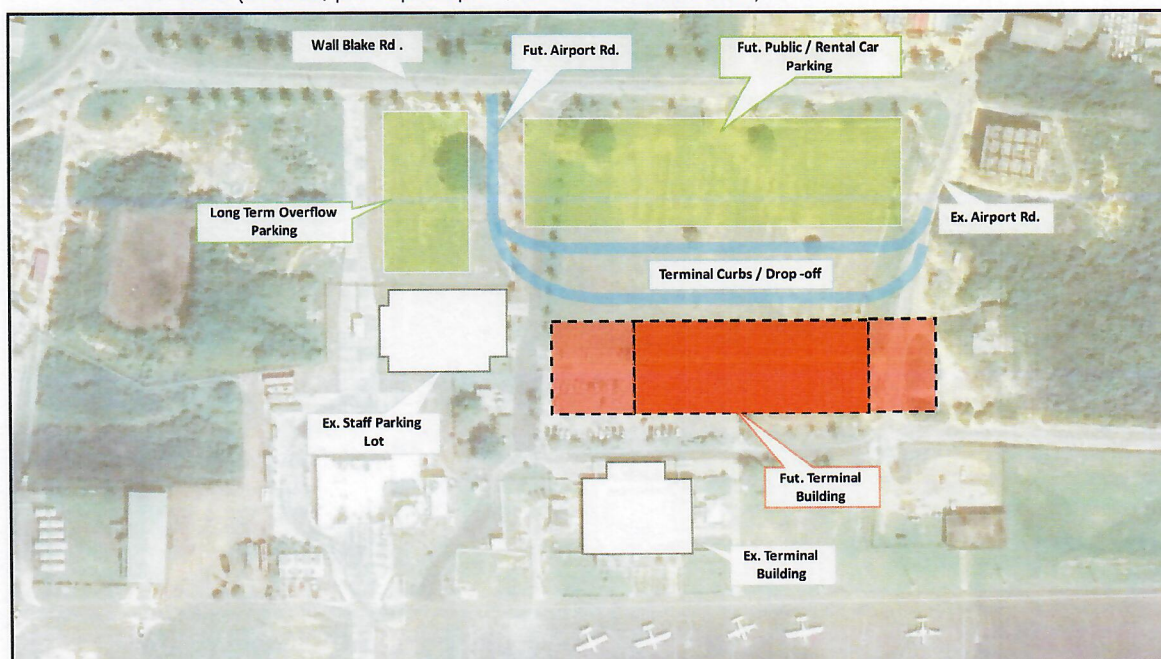 Wall Blake Rd .
Fut. Airport Rd.
Fut. Public / Rental Car
Parking
Long Term Overflow
Parking
Ex. Airport Rd.
Terminal Curbs / Drop -off
Ex. Staff Parking
Lot
Fut. Terminal
Building
Ex. Terminal
Building